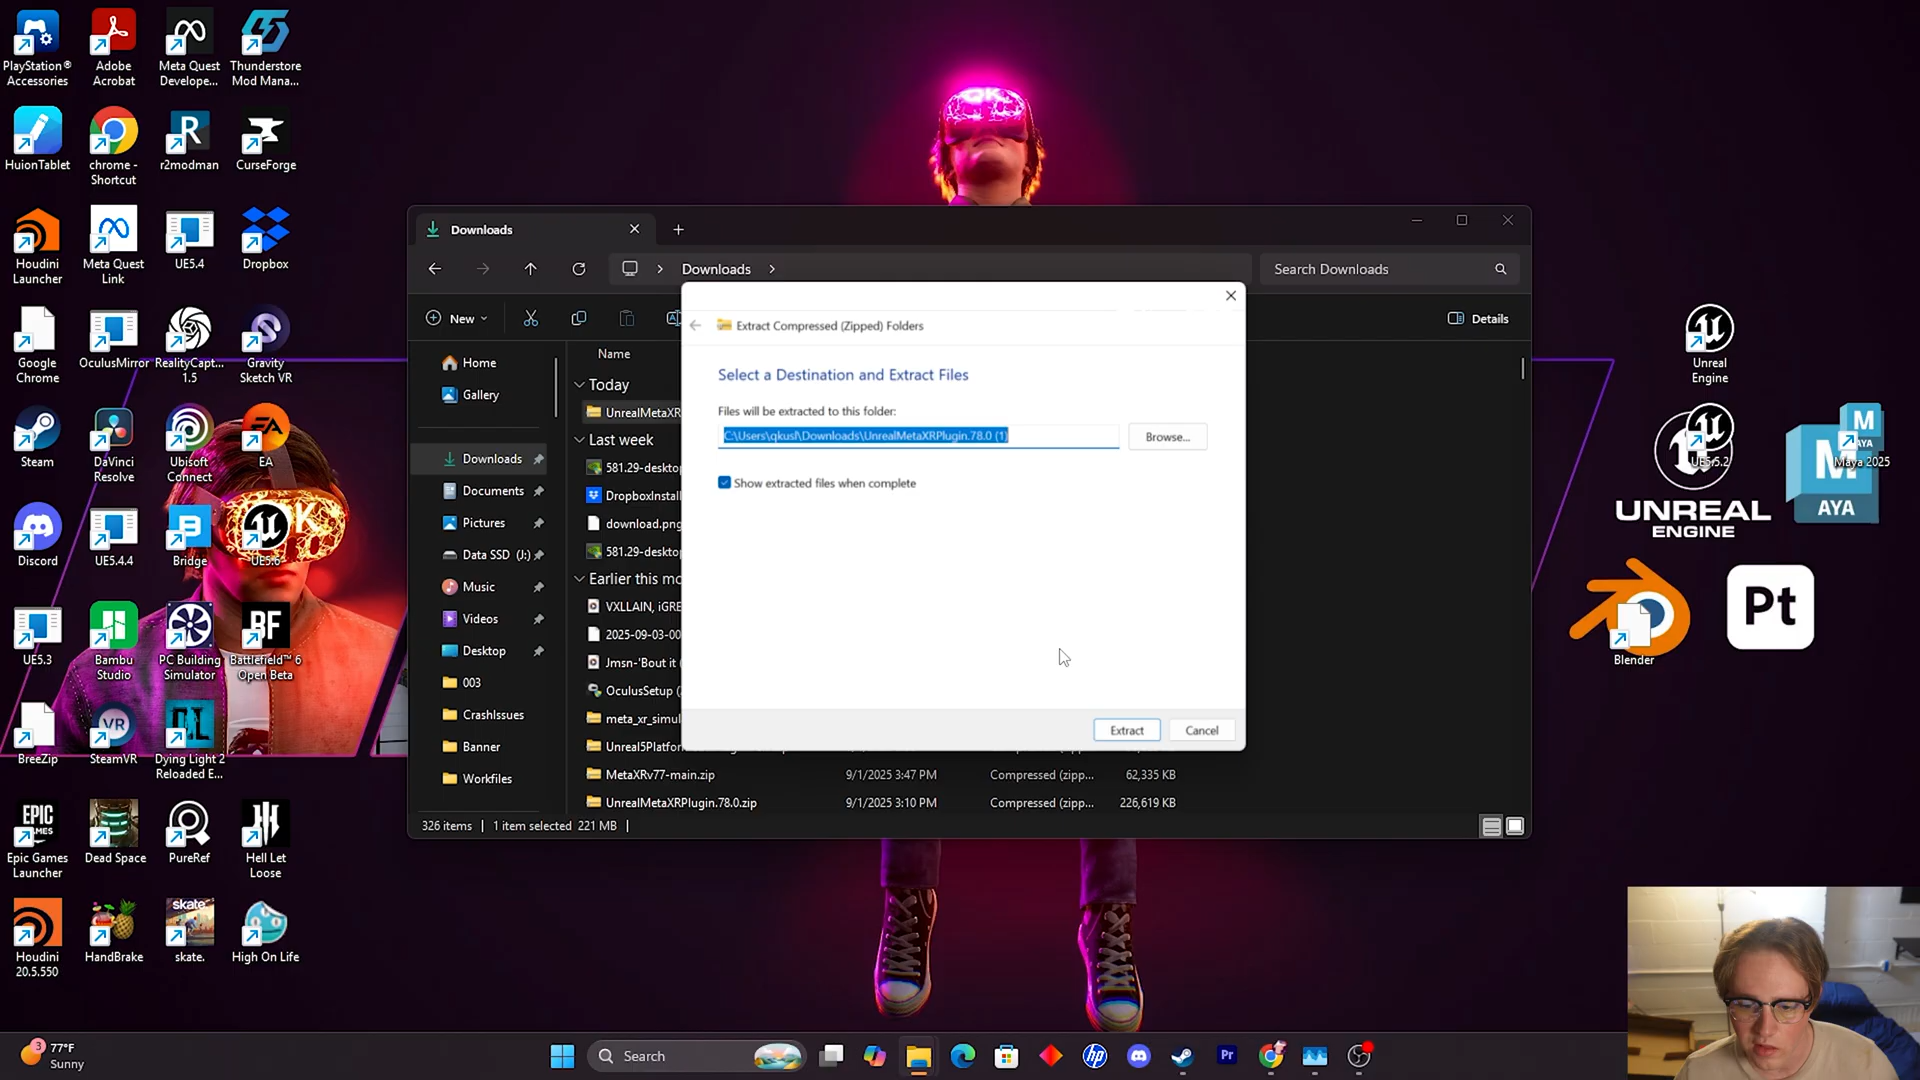 PlayStation®
Accessories
Adobe
Acrobat
Meta Quest
Develope...
Thunderstore
Mod Mana...
HuionTablet
chrome -
Shortcut
r2modman
CurseForge
Houdini
Launcher
Meta Quest
Link
UE5.4
Dropbox
Google
Chrome
OculusMirror
RealityCapt...
1.5
Gravity
Sketch VR
Steam
DaVinci
Resolve
Ubisoft
Connect
EA
Discord
UE5.4.4
Bridge
UE5.6
UE5.3
Bambu
Studio
PC Building
Simulator
Battlefield™ 6
Open Beta
BreeZip
SteamVR
Dying Light 2
Reloaded E...
Epic Games
Launcher
Dead Space
PureRef
Hell Let
Loose
Houdini
20.5.550
HandBrake
skate.
High On Life
Downloads
Downloads
Search Downloads
New
Details
Home
Gallery
Downloads
Documents
Pictures
Data SSD (J:)
Music
Videos
Desktop
003
CrashIssues
Banner
Workfiles
Name
Today
UnrealMetaXR
Last week
581.29-deskto
DropboxInstal
download.png
581.29-deskto
Earlier this mo
VXLLAIN, iGRE
2025-09-03-00
Jmsn-'Bout it
OculusSetup
meta_xr_simul
Unreal5Platfor
MetaXRv77-main.zip 9/1/2025 3:47 PM Compressed (zipp... 62,335 KB
UnrealMetaXRPlugin.78.0.zip 9/1/2025 3:10 PM Compressed (zipp... 226,619 KB
326 items 1 item selected 221 MB
Extract Compressed (Zipped) Folders
Select a Destination and Extract Files
Files will be extracted to this folder:
C:\Users\qkusl\Downloads\UnrealMetaXRPlugin.78.0 (1)
Browse...
Show extracted files when complete
Extract
Cancel
Unreal
Engine
UE5.5.2
UNREAL
ENGINE
Maya 2025
M
AYA
Blender
Pt
3
77°F
Sunny
Search
hp
Pr